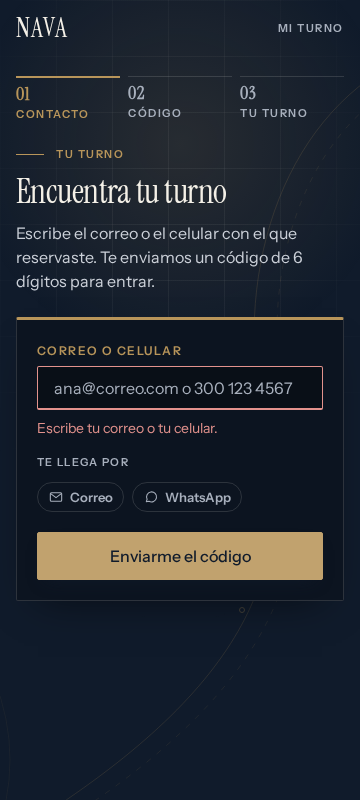 NAVA
MI TURNO
01
CONTACTO
02
CÓDIGO
03
TU TURNO
TU TURNO
Encuentra tu turno
Escribe el correo o el celular con el que
reservaste. Te enviamos un código de 6
dígitos para entrar.
CORREO O CELULAR
ana@correo.com o 300 123 4567
Escribe tu correo o tu celular.
TE LLEGA POR
Correo
WhatsApp
Enviarme el código